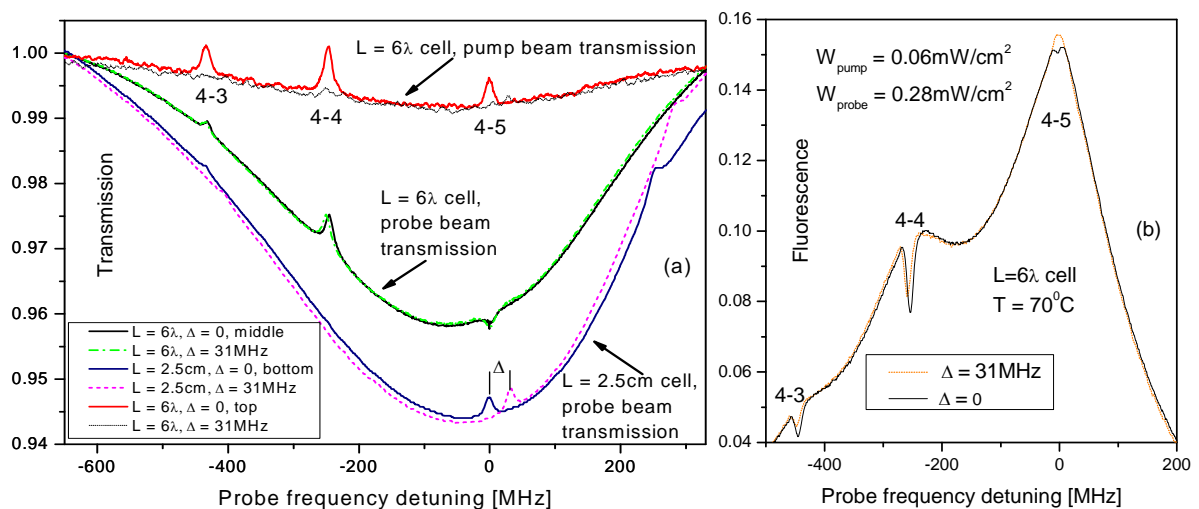 1.00
0.99
0.98
0.97
0.96
0.95
0.94
Transmission
L = 6λ cell, pump beam transmission
4-3
4-4
4-5
L = 6λ cell,
probe beam
transmission
(a)
Δ
L = 2.5cm cell,
probe beam
transmission
L = 6λ, Δ = 0, middle
L = 6λ, Δ = 31MHz
L = 2.5cm, Δ = 0, bottom
L = 2.5cm, Δ = 31MHz
L = 6λ, Δ = 0, top
L = 6λ, Δ = 31MHz
-600 -400 -200 0 200
Probe frequency detuning [MHz]
0.16
0.14
0.12
0.10
0.08
0.06
0.04
Fluorescence
W_pump = 0.06mW/cm²
W_probe = 0.28mW/cm²
4-5
4-4
(b)
L=6λ cell
T = 70⁰C
4-3
Δ = 31MHz
Δ = 0
-400 -200 0 200
Probe frequency detuning [MHz]